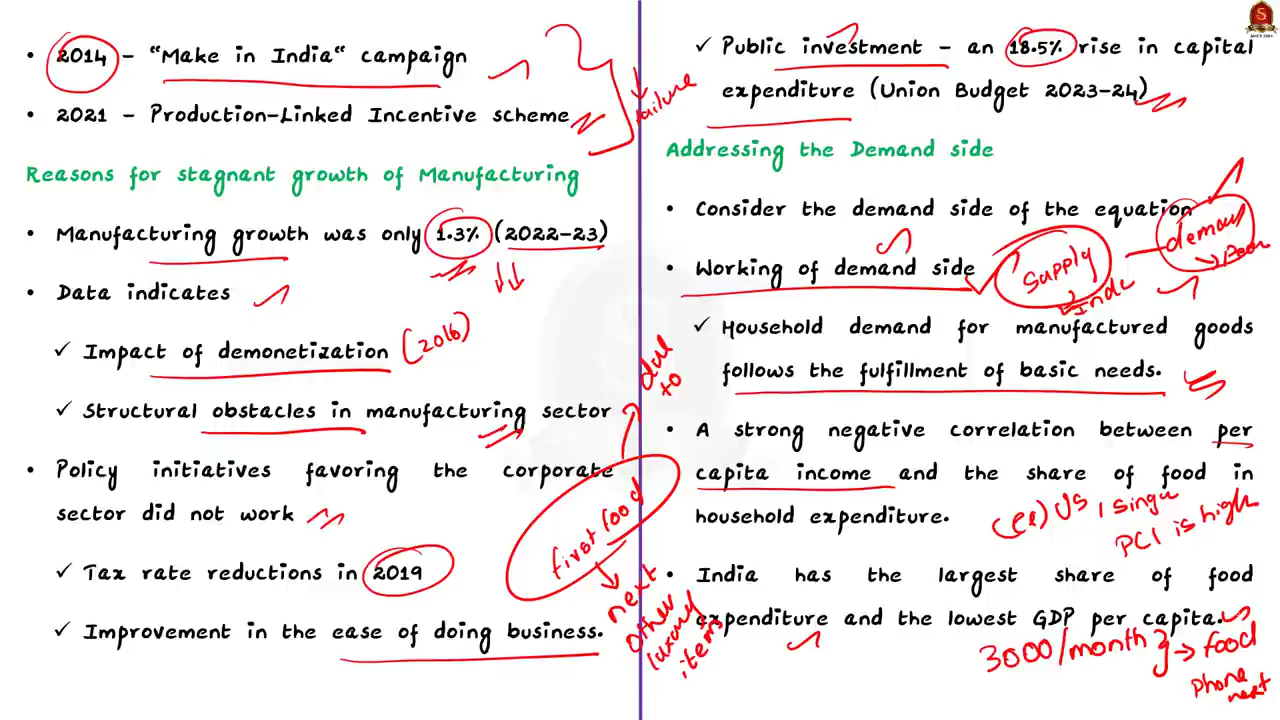 • 2014 – "Make in India" campaign
• 2021 – Production-Linked Incentive scheme
failure
Reasons for stagnant growth of Manufacturing
• Manufacturing growth was only 1.3% (2022-23)
• Data indicates
✓ Impact of demonetization (2016)
✓ Structural obstacles in manufacturing sector
• Policy initiatives favoring the corporate
sector did not work
✓ Tax rate reductions in 2019
✓ Improvement in the ease of doing business.
due
to
first food
next
other
luxury
items
✓ Public investment – an 18.5% rise in capital
expenditure (Union Budget 2023-24)
Addressing the Demand side
• Consider the demand side of the equation
• Working of demand side
supply
demand
✓ Household demand for manufactured goods
follows the fulfillment of basic needs.
• A strong negative correlation between per
capita income and the share of food in
household expenditure.
US, Singa
PCI is high
• India has the largest share of food
expenditure and the lowest GDP per capita.
3000/month } → food
phone
next